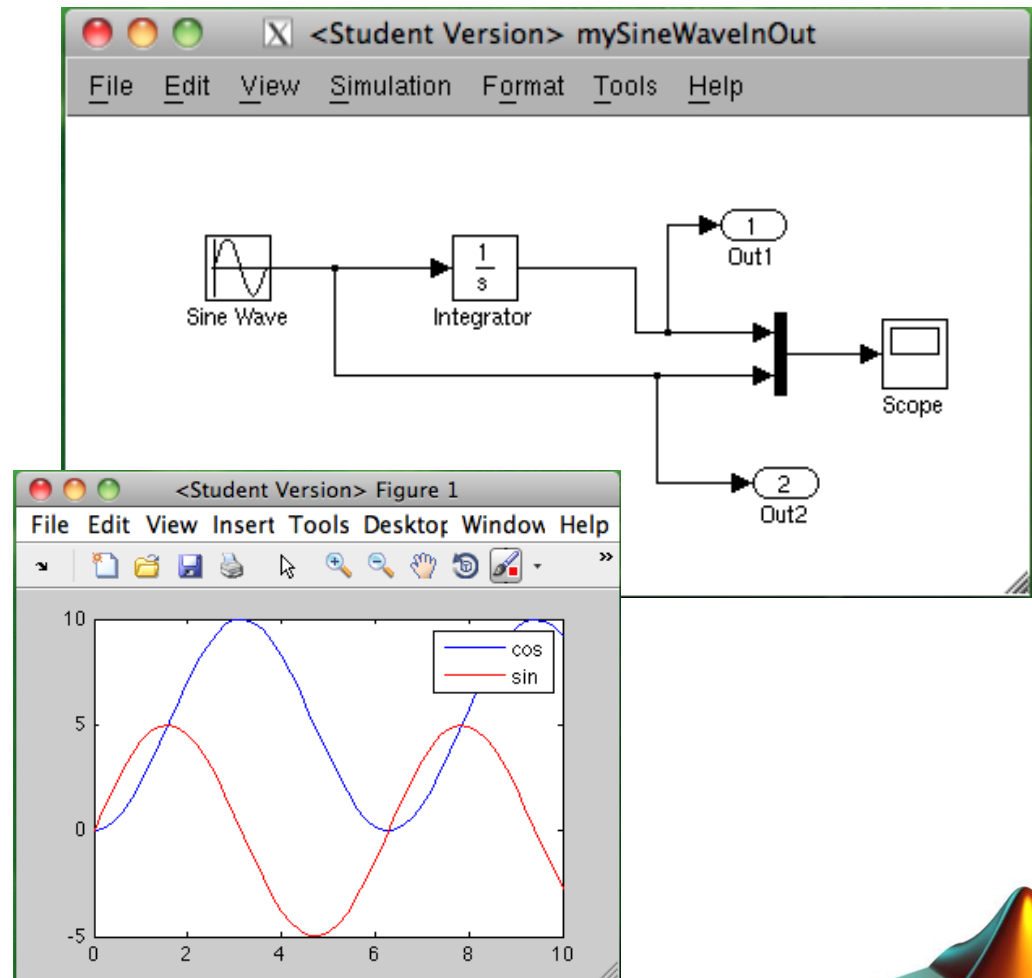 X <Student Version> mySineWaveInOut
File Edit View Simulation Format Tools Help
1
Out1
Sine Wave
1
s
Integrator
Scope
2
Out2
<Student Version> Figure 1
File Edit View Insert Tools Desktop Window Help
»
10
5
0
-5
0 2 4 6 8 10
cos
sin